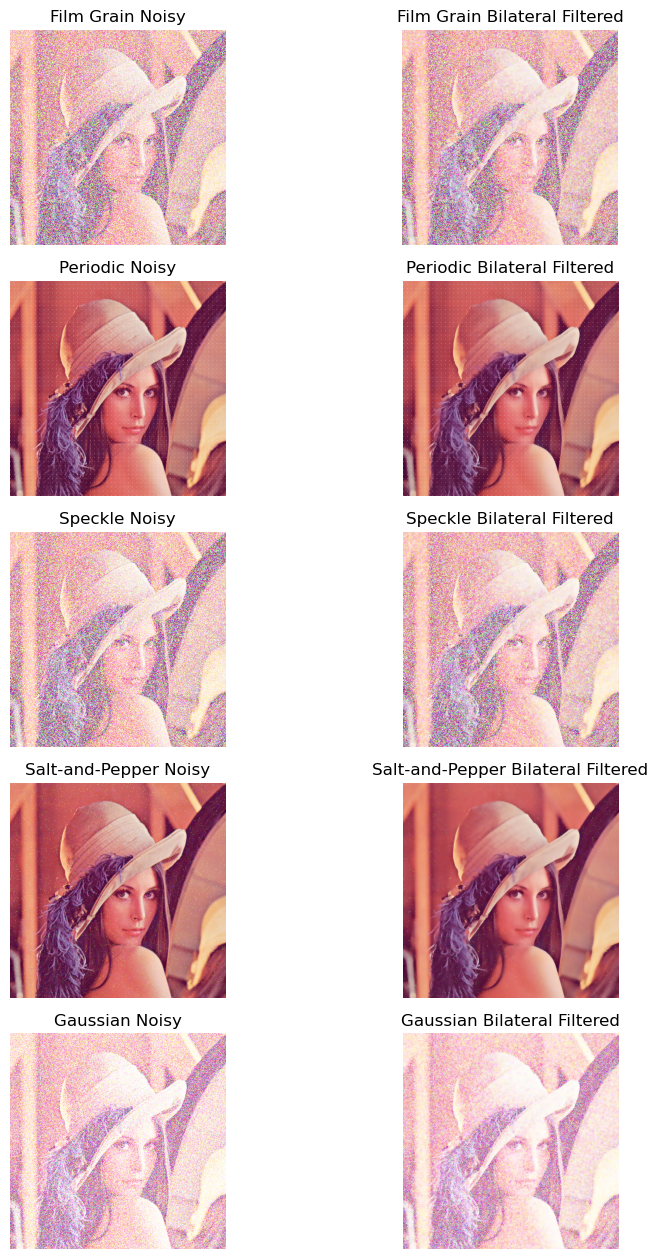 Film Grain Noisy
Film Grain Bilateral Filtered
Periodic Noisy
Periodic Bilateral Filtered
Speckle Noisy
Speckle Bilateral Filtered
Salt-and-Pepper Noisy
Salt-and-Pepper Bilateral Filtered
Gaussian Noisy
Gaussian Bilateral Filtered